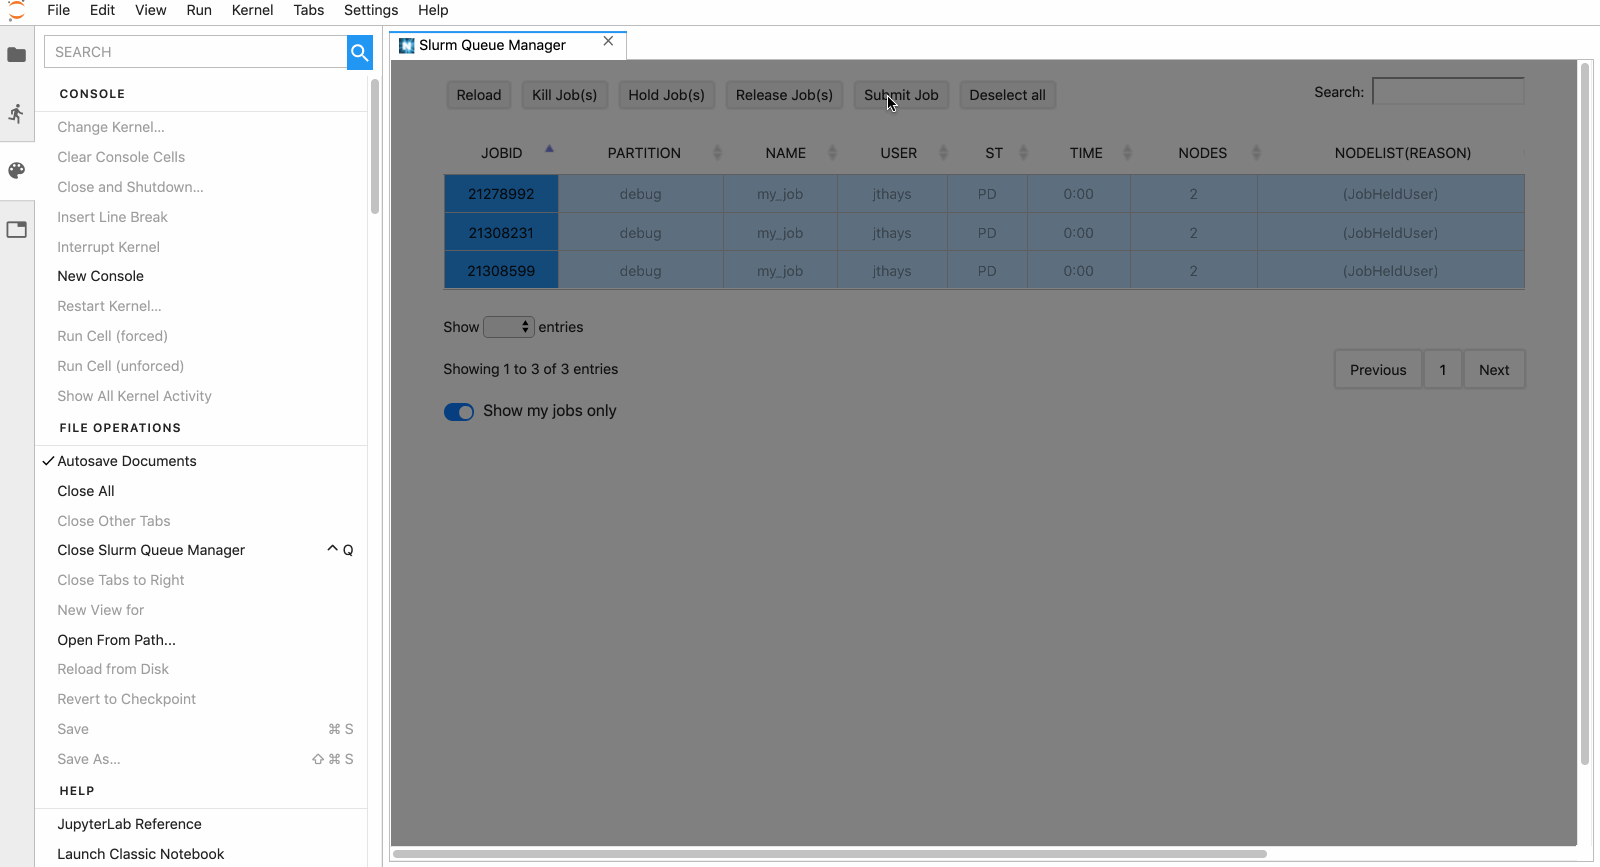 File Edit View Run Kernel Tabs Settings Help
SEARCH
CONSOLE
Change Kernel...
Clear Console Cells
Close and Shutdown...
Insert Line Break
Interrupt Kernel
New Console
Restart Kernel...
Run Cell (forced)
Run Cell (unforced)
Show All Kernel Activity
FILE OPERATIONS
✓ Autosave Documents
Close All
Close Other Tabs
Close Slurm Queue Manager ^ Q
Close Tabs to Right
New View for
Open From Path...
Reload from Disk
Revert to Checkpoint
Save ⌘ S
Save As... ⇧ ⌘ S
HELP
JupyterLab Reference
Launch Classic Notebook
Slurm Queue Manager
Reload Kill Job(s) Hold Job(s) Release Job(s) Submit Job Deselect all Search:
JOBID PARTITION NAME USER ST TIME NODES NODELIST(REASON)
21278992 debug my_job jthays PD 0:00 2 (JobHeldUser)
21308231 debug my_job jthays PD 0:00 2 (JobHeldUser)
21308599 debug my_job jthays PD 0:00 2 (JobHeldUser)
Show entries
Showing 1 to 3 of 3 entries
Previous 1 Next
Show my jobs only